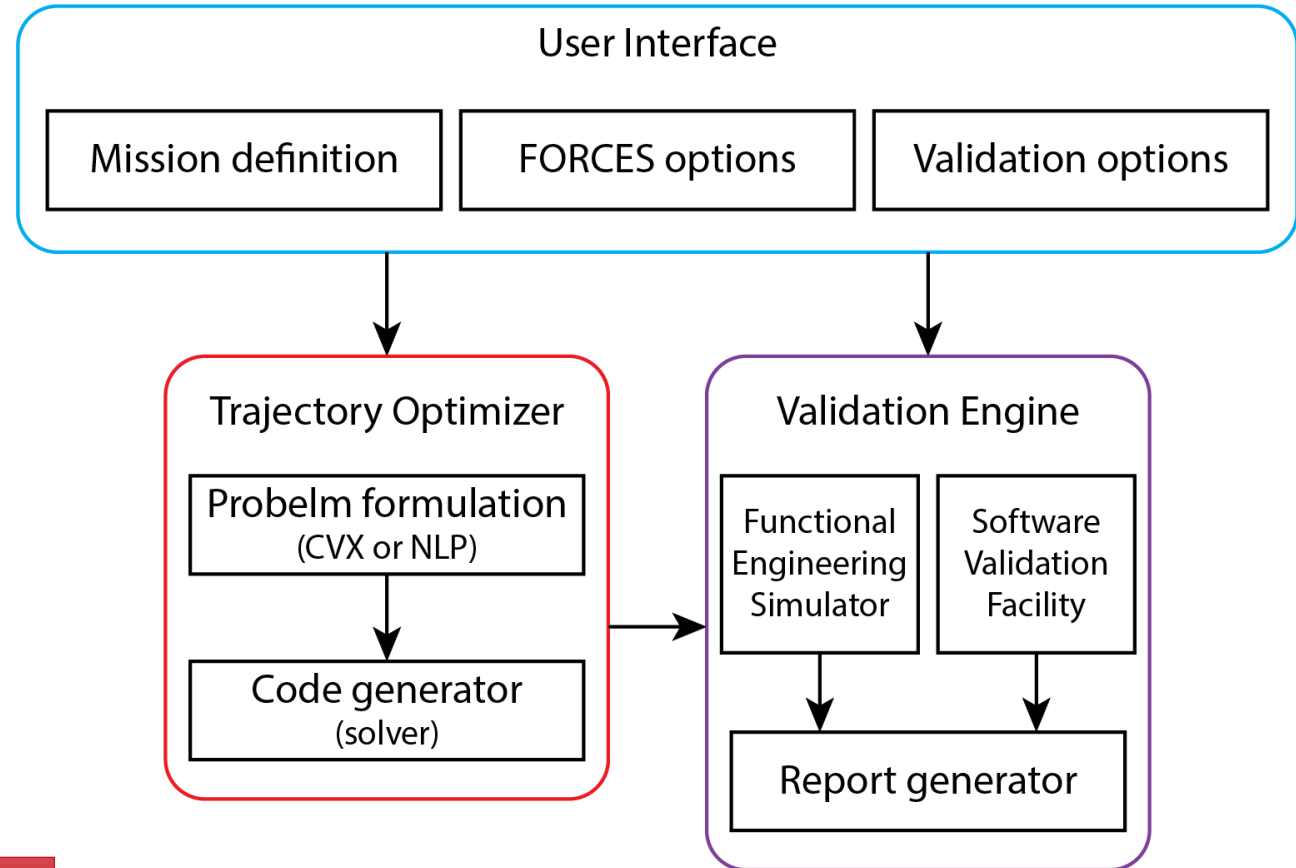 User Interface
Mission definition
FORCES options
Validation options
Trajectory Optimizer
Probelm formulation
(CVX or NLP)
Code generator
(solver)
Validation Engine
Functional
Engineering
Simulator
Software
Validation
Facility
Report generator